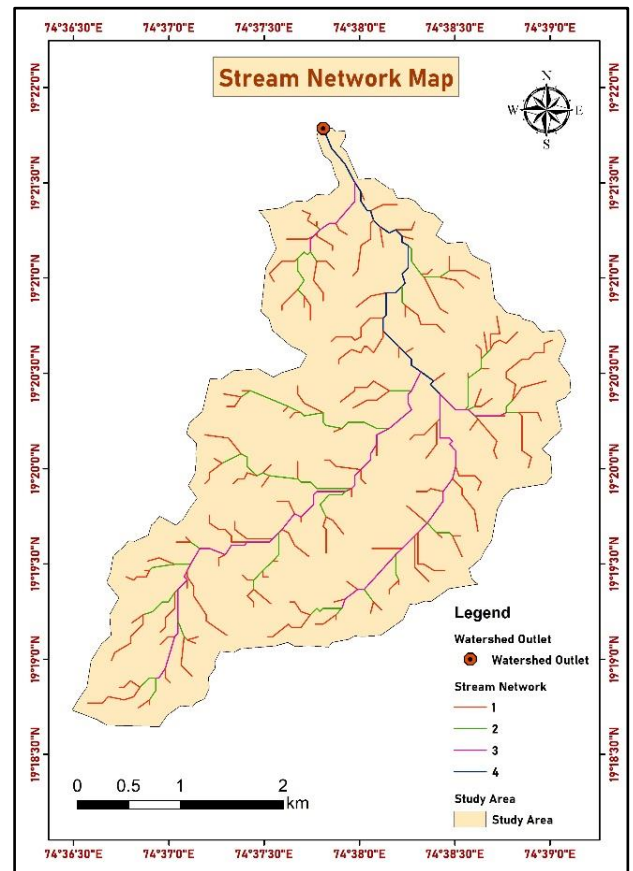 74°36'30"E 74°37'0"E 74°37'30"E 74°38'0"E 74°38'30"E 74°39'0"E
Stream Network Map
N
W E
S
19°22'0"N 19°22'0"N
19°21'30"N 19°21'30"N
19°21'0"N 19°21'0"N
19°20'30"N 19°20'30"N
19°20'0"N 19°20'0"N
19°19'30"N 19°19'30"N
19°19'0"N 19°19'0"N
19°18'30"N 19°18'30"N
Legend
Watershed Outlet
Watershed Outlet
Stream Network
1
2
3
4
Study Area
Study Area
0 0.5 1 2
km
74°36'30"E 74°37'0"E 74°37'30"E 74°38'0"E 74°38'30"E 74°39'0"E